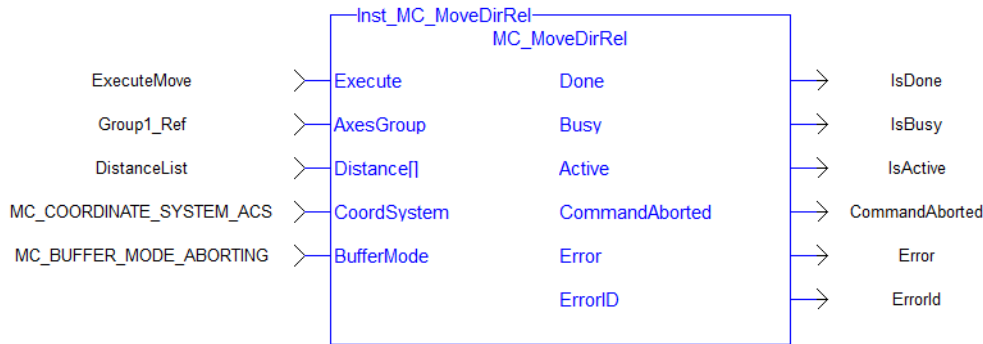 Inst_MC_MoveDirRel
MC_MoveDirRel
ExecuteMove Execute Done IsDone
Group1_Ref AxesGroup Busy IsBusy
DistanceList Distance[] Active IsActive
MC_COORDINATE_SYSTEM_ACS CoordSystem CommandAborted CommandAborted
MC_BUFFER_MODE_ABORTING BufferMode Error Error
ErrorID ErrorId